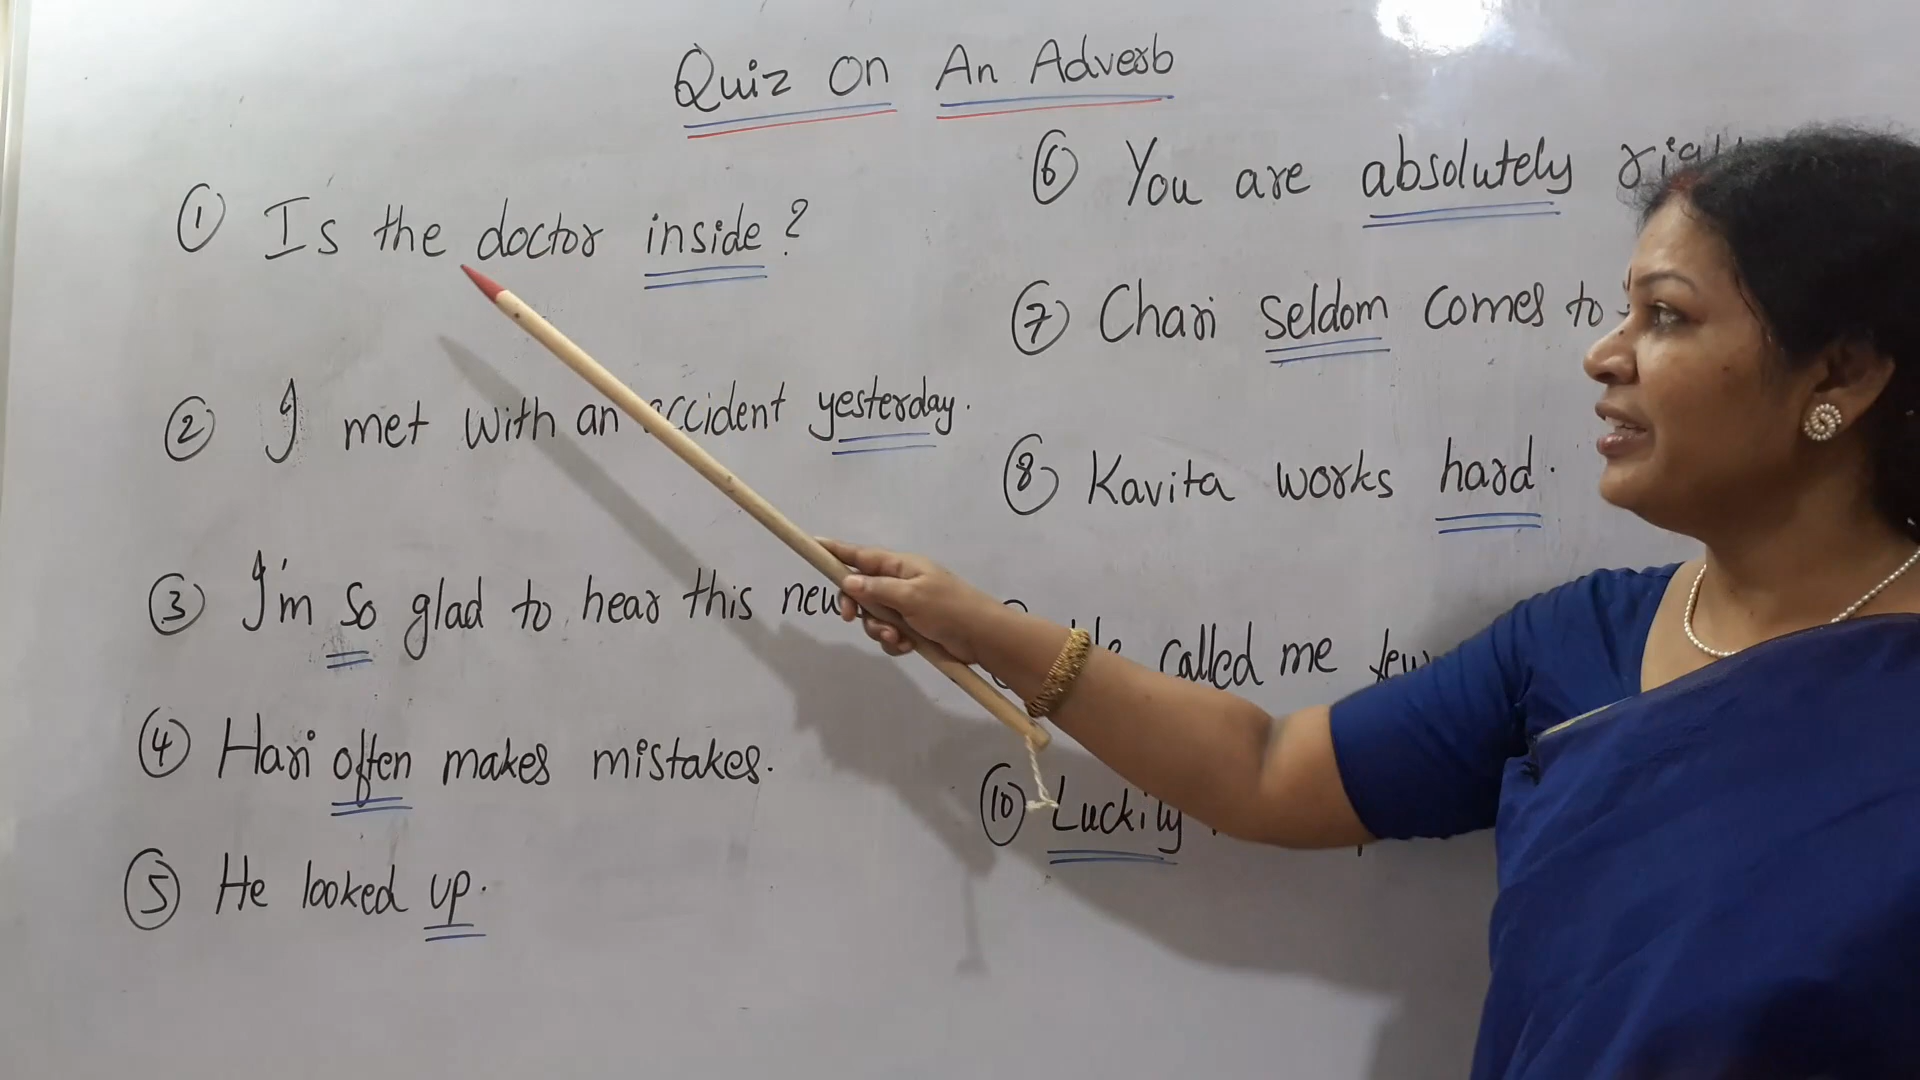 Quiz On An Adverb
① Is the doctor inside?
② I met with an accident yesterday.
③ I'm so glad to hear this
④ Hari often makes mistakes.
⑤ He looked up.
⑥ You are absolutely
⑦ Chari seldom comes to
⑧ Kavita works hard.
called me
⑩ Luckily